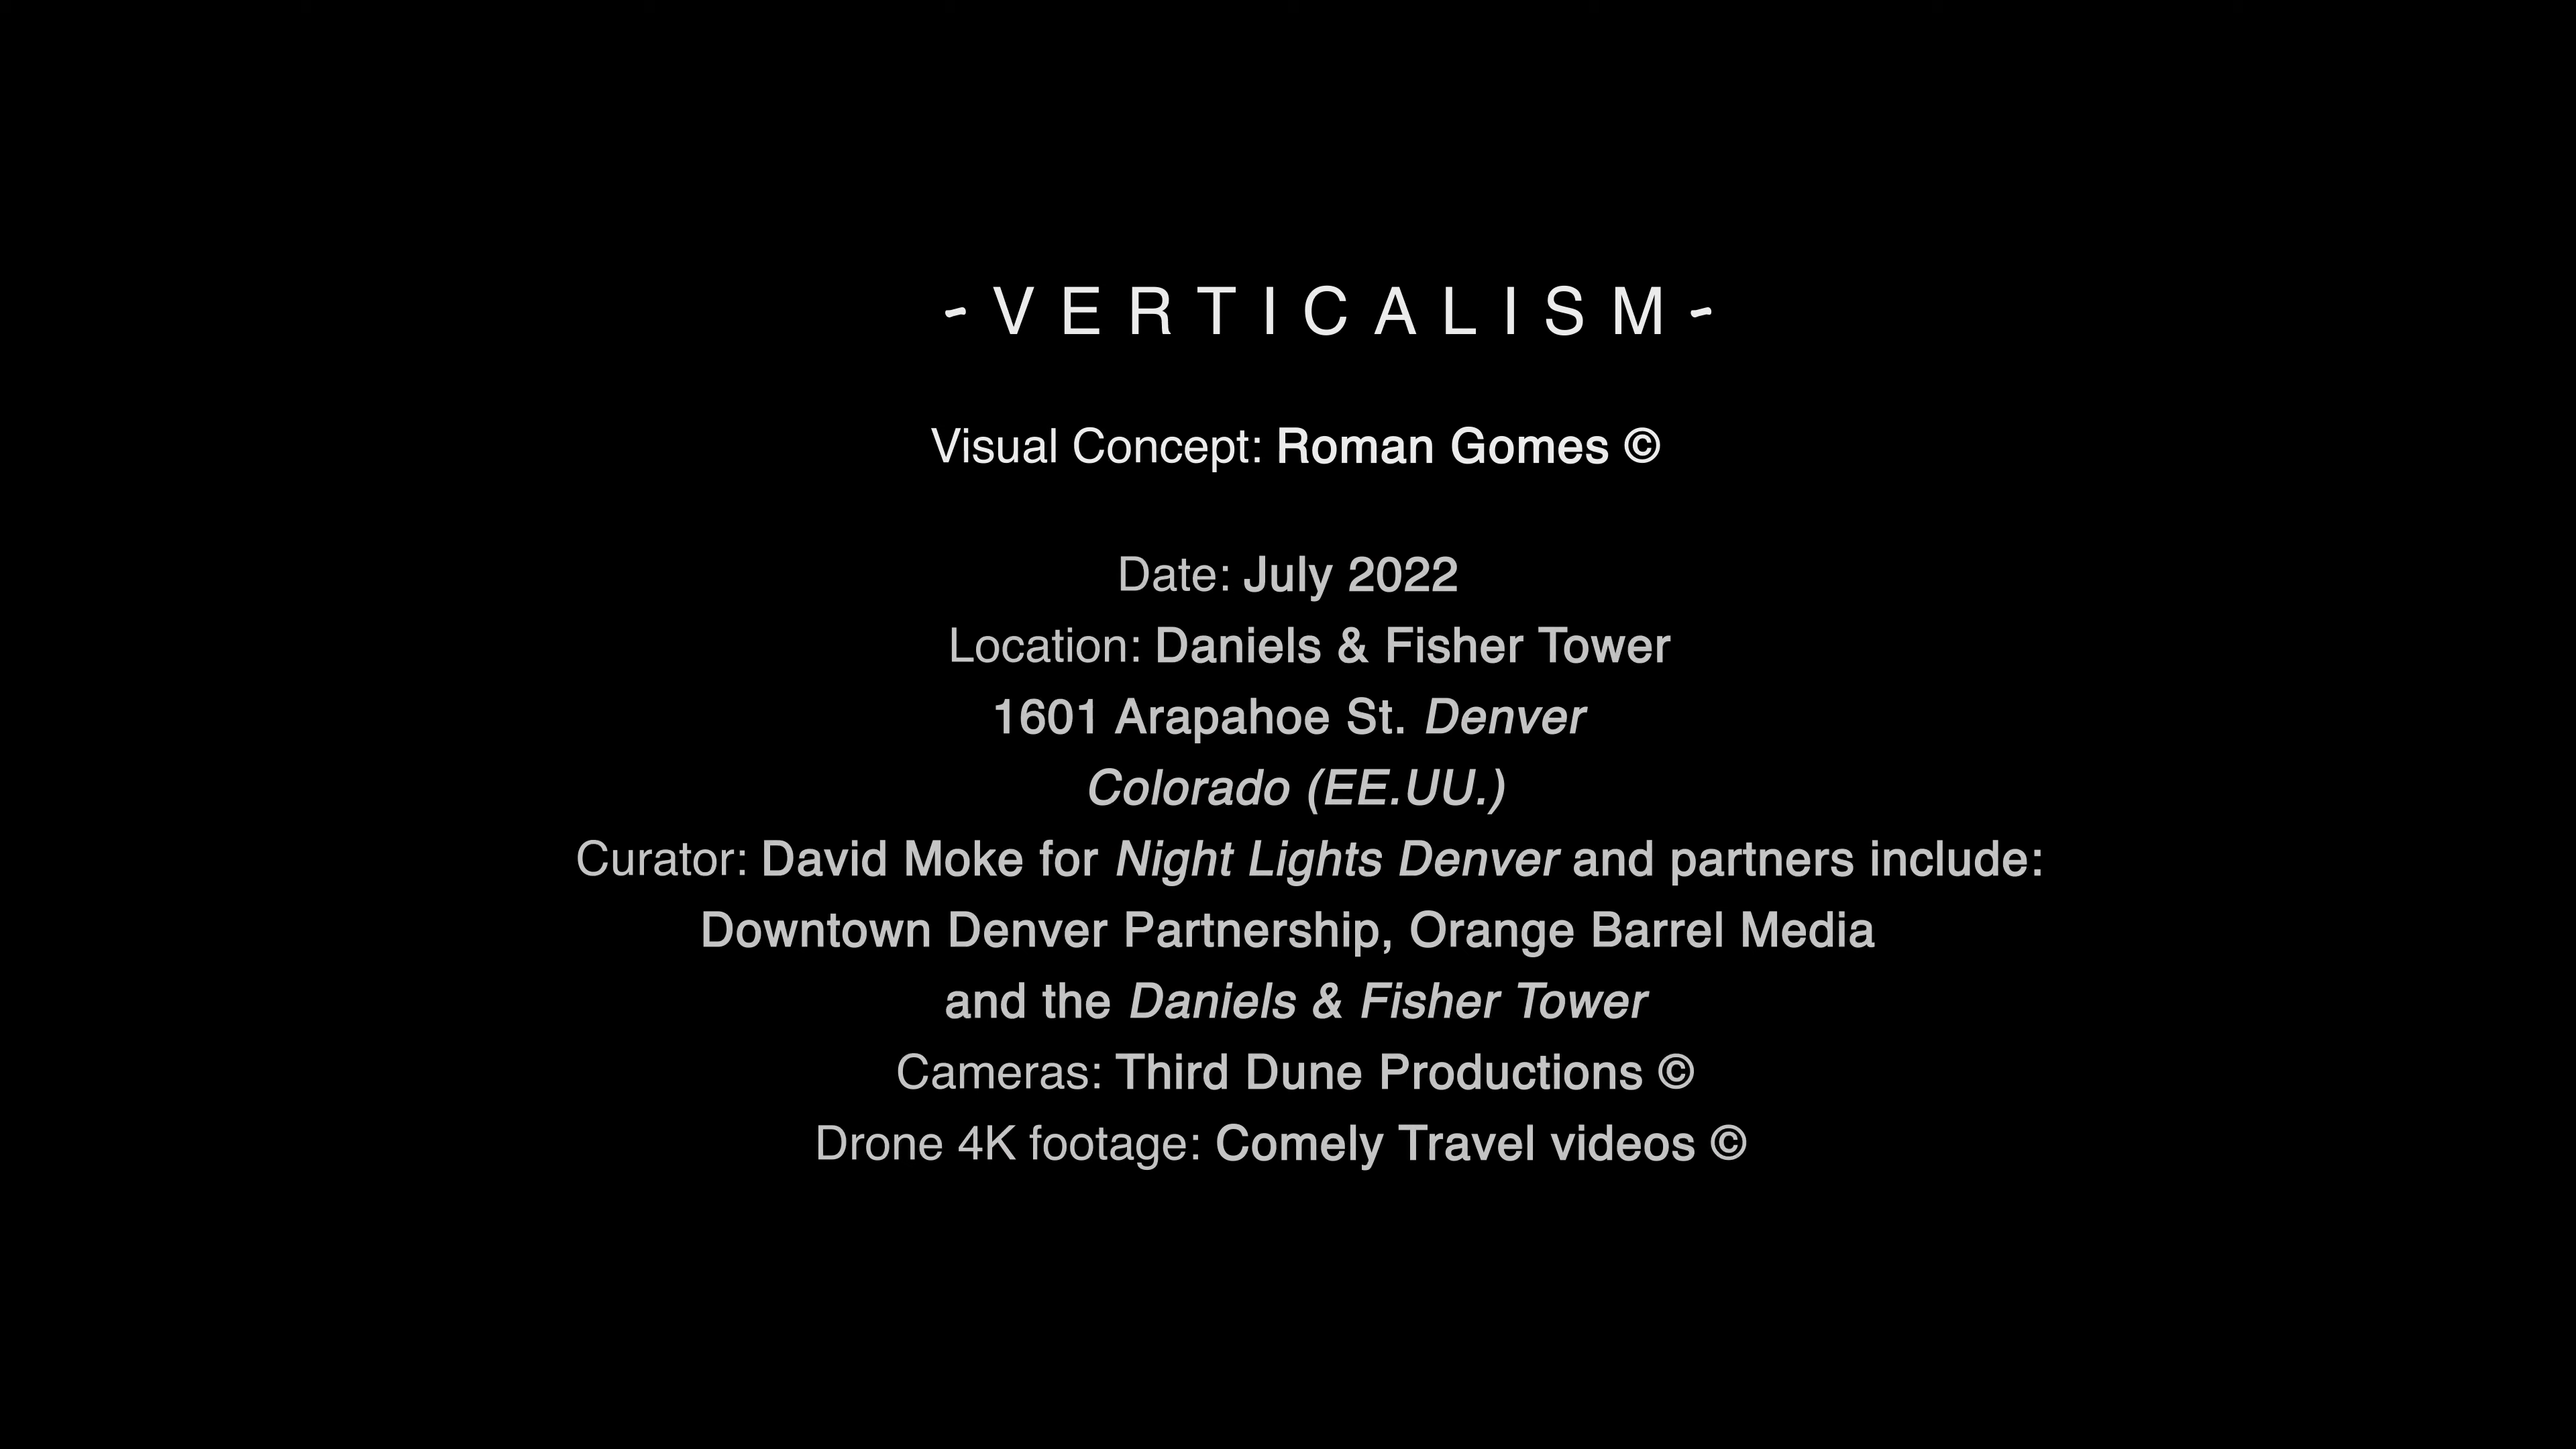 - V E R T I C A L I S M -
Visual Concept: Roman Gomes ©
Date: July 2022
Location: Daniels & Fisher Tower
1601 Arapahoe St. Denver
Colorado (EE.UU.)
Curator: David Moke for Night Lights Denver and partners include:
Downtown Denver Partnership, Orange Barrel Media
and the Daniels & Fisher Tower
Cameras: Third Dune Productions ©
Drone 4K footage: Comely Travel videos ©